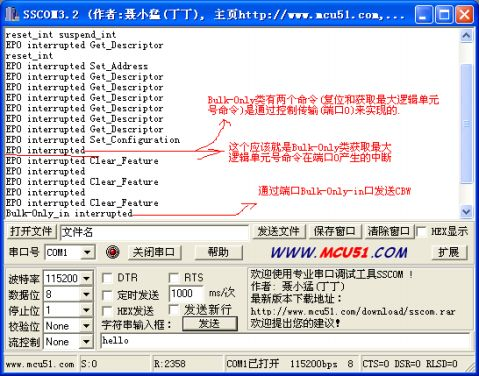 SSCOM3.2 (作者:聂小猛(丁丁), 主页http://www.mcu51.com,...
reset_int suspend_int
EP0 interrupted Get_Descriptor
reset_int
EP0 interrupted Set_Address
EP0 interrupted Get_Descriptor
EP0 interrupted Get_Descriptor
EP0 interrupted Get_Descriptor
EP0 interrupted Get_Descriptor
EP0 interrupted Get_Descriptor
EP0 interrupted Set_Configuration
EP0 interrupted
EP0 interrupted Clear_Feature
EP0 interrupted
EP0 interrupted Clear_Feature
EP0 interrupted Clear_Feature
Bulk-Only_in interrupted
Bulk-Only类有两个命令(复位和获取最大逻辑单元
号命令)是通过控制传输(端口0)来实现的.
这个应该就是Bulk-Only类获取最大
逻辑单元号命令在端口0产生的中断
通过端口Bulk-Only-in口发送CBW
打开文件 文件名 发送文件 保存窗口 清除窗口 HEX显示
串口号 COM1 关闭串口 帮助 WWW.MCU51.COM 扩展
波特率 115200 DTR RTS
数据位 8 定时发送 1000 ms/次
停止位 1 HEX发送 发送新行
校验位 None 字符串输入框: 发送
流控制 None hello
欢迎使用专业串口调试工具SSCOM !
作者: 聂小猛(丁丁)
最新版本下载地址:
http://www.mcu51.com/download/sscom.rar
欢迎提出您的建议!
www.mcu51.com S:0 R:2358 COM1已打开 115200bps 8 CTS=0 DSR=0 RLSD=0